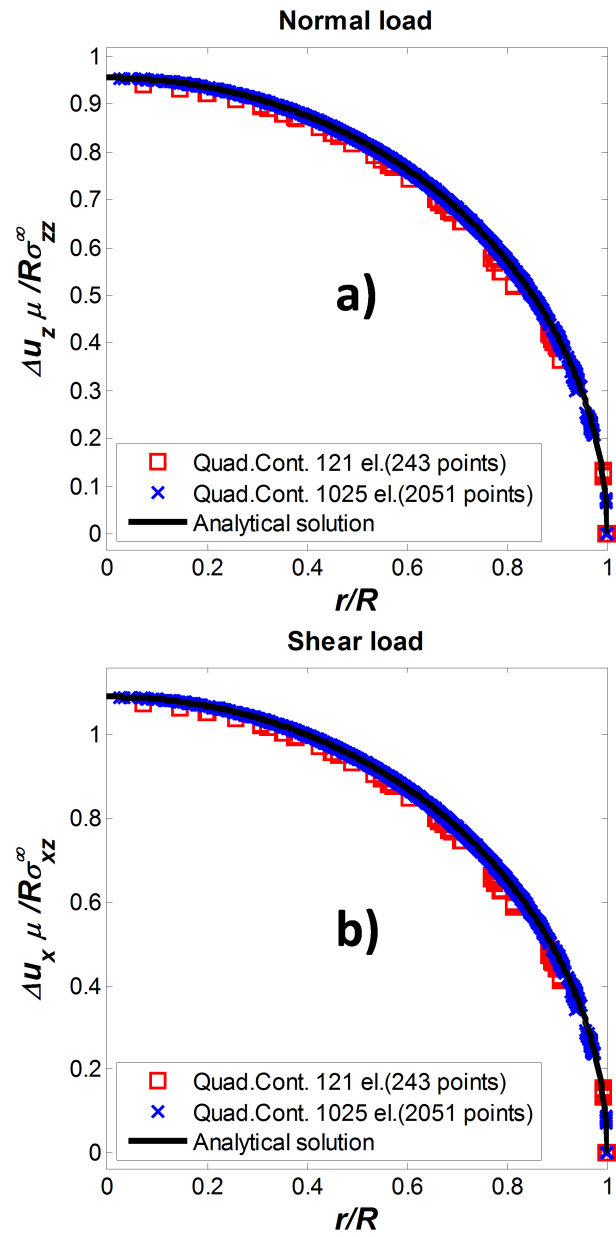 Normal load
1
0.9
0.8
0.7
0.6
0.5
0.4
0.3
0.2
0.1
0
Δu_z μ /Rσ_zz^∞
a)
Quad.Cont. 121 el.(243 points)
Quad.Cont. 1025 el.(2051 points)
Analytical solution
0 0.2 0.4 0.6 0.8 1
r/R
Shear load
1
0.8
0.6
0.4
0.2
0
Δu_x μ /Rσ_xz^∞
b)
Quad.Cont. 121 el.(243 points)
Quad.Cont. 1025 el.(2051 points)
Analytical solution
0 0.2 0.4 0.6 0.8 1
r/R